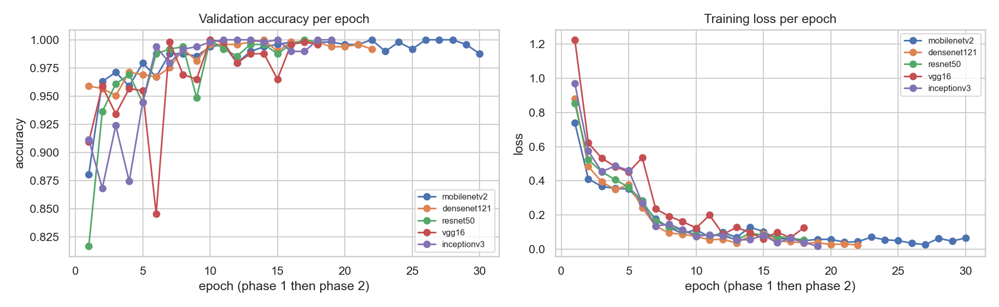 Validation accuracy per epoch
accuracy
1.000
0.975
0.950
0.925
0.900
0.875
0.850
0.825
mobilenetv2
densenet121
resnet50
vgg16
inceptionv3
0 5 10 15 20 25 30
epoch (phase 1 then phase 2)
Training loss per epoch
loss
1.2
1.0
0.8
0.6
0.4
0.2
0.0
mobilenetv2
densenet121
resnet50
vgg16
inceptionv3
0 5 10 15 20 25 30
epoch (phase 1 then phase 2)